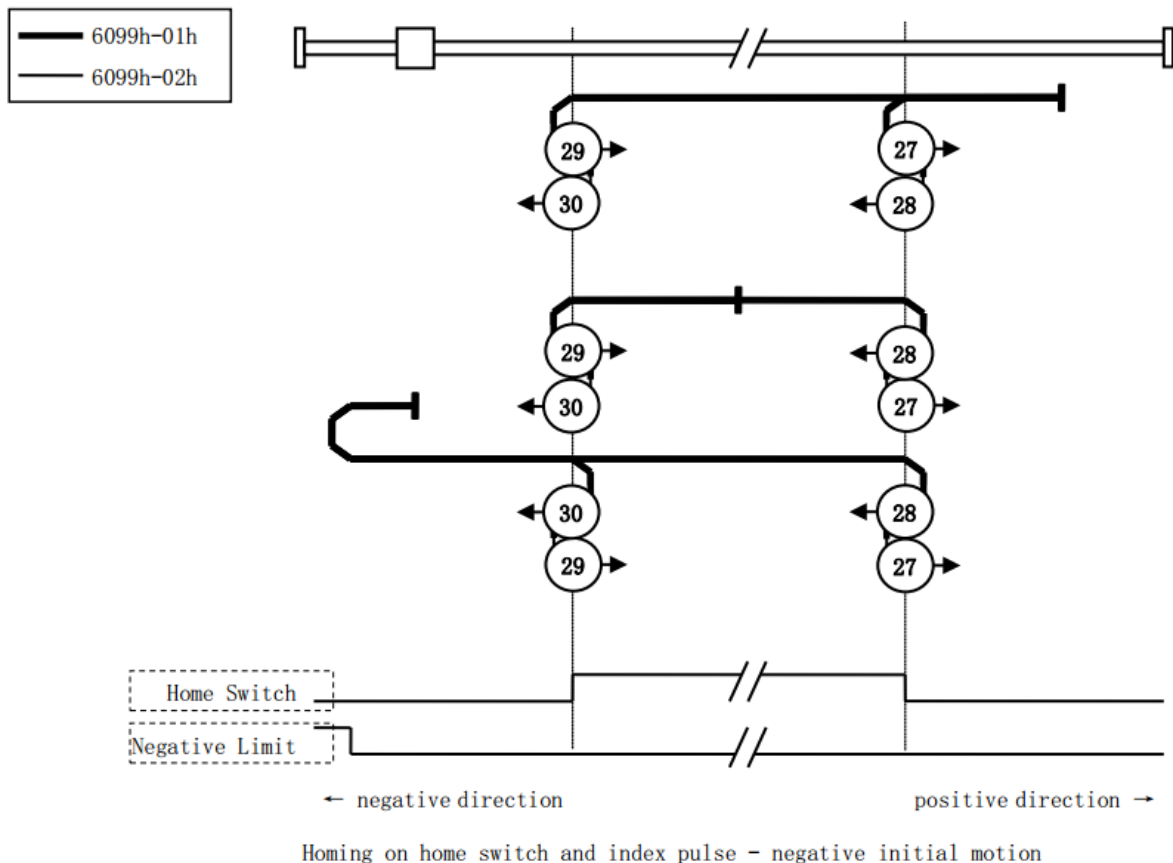 6099h-01h
6099h-02h
29 27
30 28
29 28
30 27
30 28
29 27
Home Switch
Negative Limit
← negative direction positive direction →
Homing on home switch and index pulse - negative initial motion